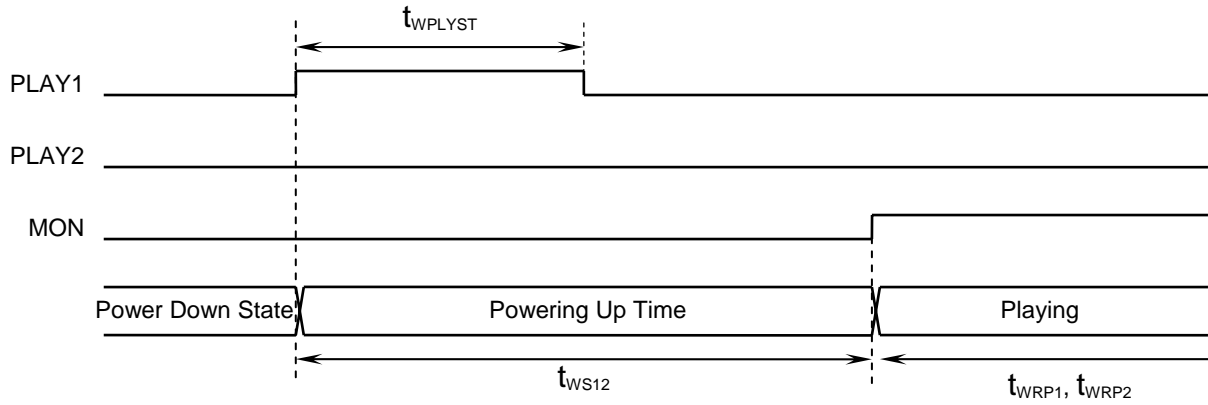 tWPLYST
PLAY1
PLAY2
MON
Power Down State
Powering Up Time
Playing
tWS12
tWRP1, tWRP2